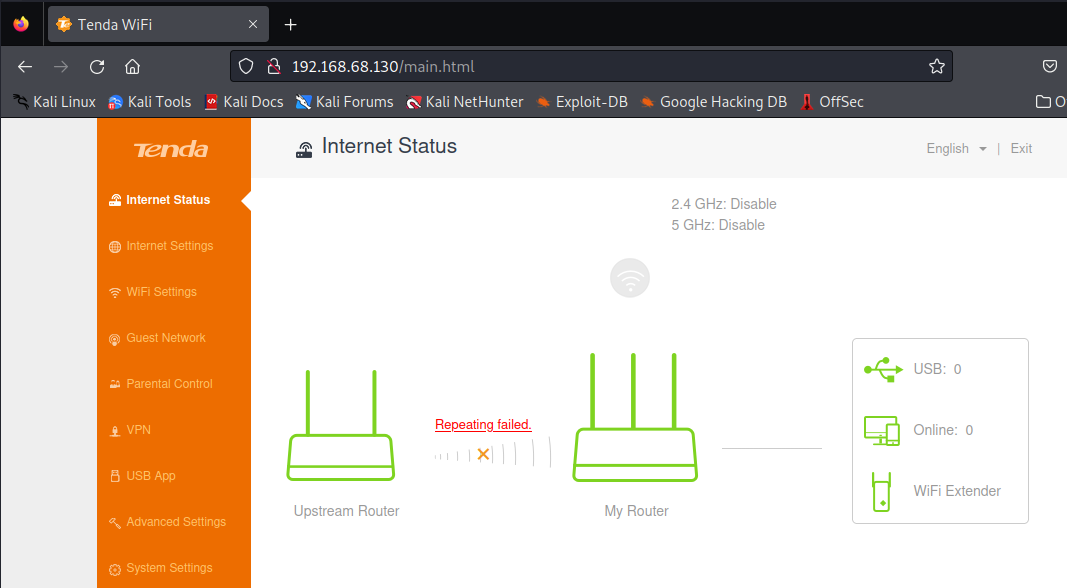 Tenda WiFi
192.168.68.130/main.html
Kali Linux Kali Tools Kali Docs Kali Forums Kali NetHunter Exploit-DB Google Hacking DB OffSec O
Tenda
Internet Status
English | Exit
Internet Status
Internet Settings
WiFi Settings
Guest Network
Parental Control
VPN
USB App
Advanced Settings
System Settings
2.4 GHz: Disable
5 GHz: Disable
Repeating failed.
Upstream Router
My Router
USB: 0
Online: 0
WiFi Extender